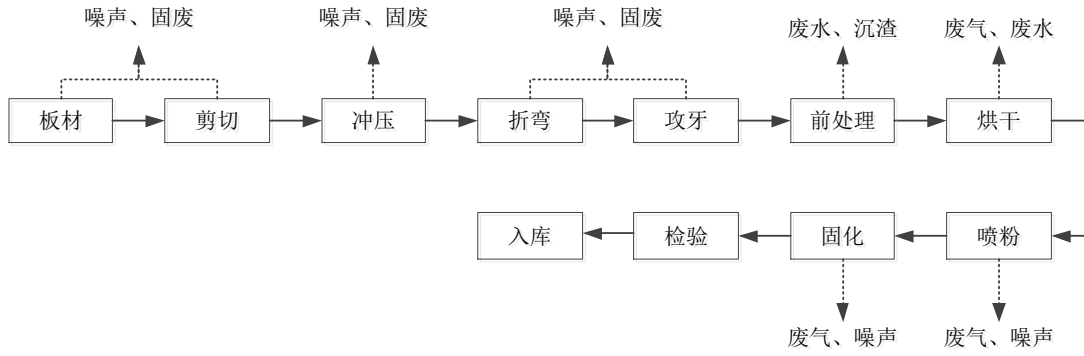 噪声、固废
噪声、固废
噪声、固废
废水、沉渣
废气、废水
板材
剪切
冲压
折弯
攻牙
前处理
烘干
入库
检验
固化
喷粉
废气、噪声
废气、噪声